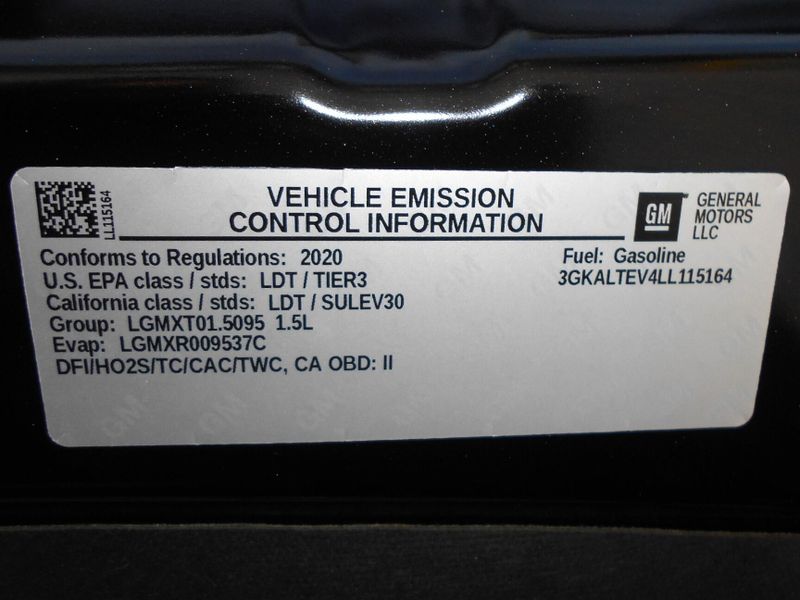 LL115164
VEHICLE EMISSION
CONTROL INFORMATION
GM
GENERAL
MOTORS
LLC
Conforms to Regulations: 2020
Fuel: Gasoline
U.S. EPA class / stds: LDT / TIER3
3GKALTEV4LL115164
California class / stds: LDT / SULEV30
Group: LGMXT01.5095 1.5L
Evap: LGMXR009537C
DFI/HO2S/TC/CAC/TWC, CA OBD: II